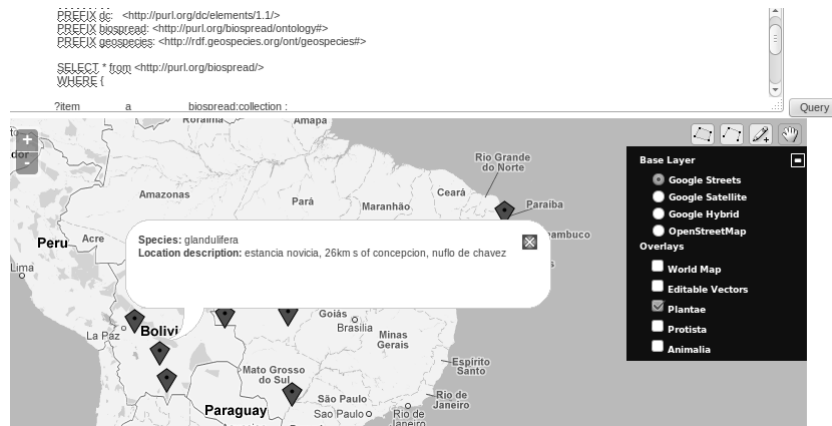 PREFIX dc: <http://purl.org/dc/elements/1.1/>
PREFIX biospread: <http://purl.org/biospread/ontology#>
PREFIX geospecies: <http://rdf.geospecies.org/ont/geospecies#>
SELECT * from <http://purl.org/biospread/>
WHERE {
?item a biospread:collection ;
Query
Roraima
Amapa
+
-
dor
Rio Grande
do Norte
Amazonas
Pará
Maranhão
Ceará
Paraiba
ambuco
Peru
Acre
Lima
Species: glandulifera
Location description: estancia novicia, 26km s of concepcion, nuflo de chavez
s
La Paz
Bolivi
Goiás
Brasilia
Minas
Gerais
Espirito
Santo
Mato Grosso
do Sul
São Paulo
Sao Paulo
Rio de
Janeiro
Rio de
Janeiro
Paraguay
Base Layer
Google Streets
Google Satellite
Google Hybrid
OpenStreetMap
Overlays
World Map
Editable Vectors
Plantae
Protista
Animalia